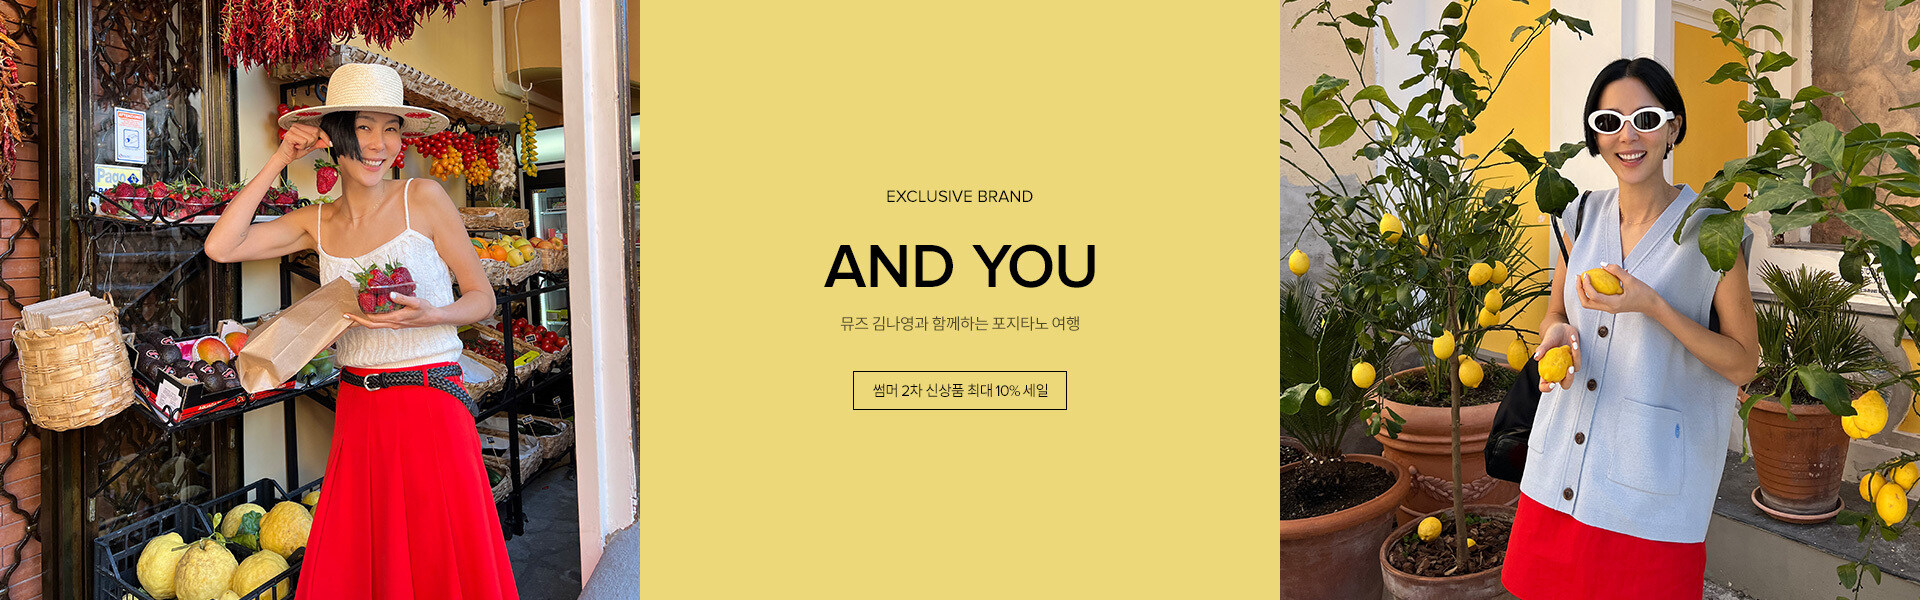 Pago
EXCLUSIVE BRAND
AND YOU
뮤즈 김나영과 함께하는 포지타노 여행
썸머 2차 신상품 최대 10% 세일